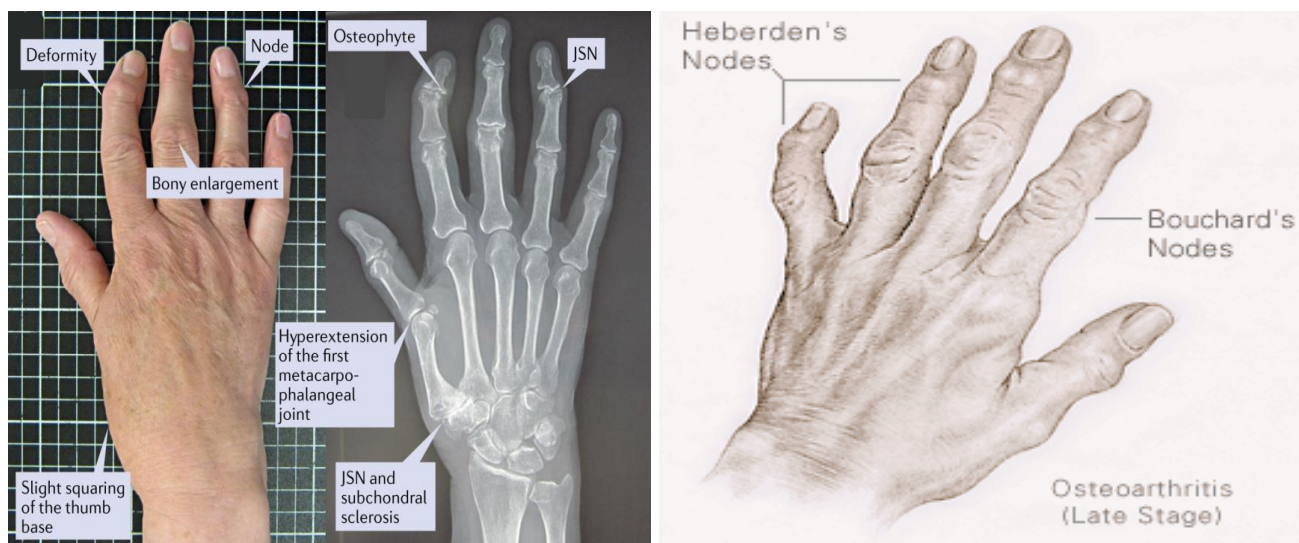 Deformity
Node
Bony enlargement
Slight squaring
of the thumb
base
Osteophyte
JSN
Hyperextension
of the first
metacarpo-
phalangeal
joint
JSN and
subchondral
sclerosis
Heberden's
Nodes
Bouchard's
Nodes
Osteoarthritis
(Late Stage)